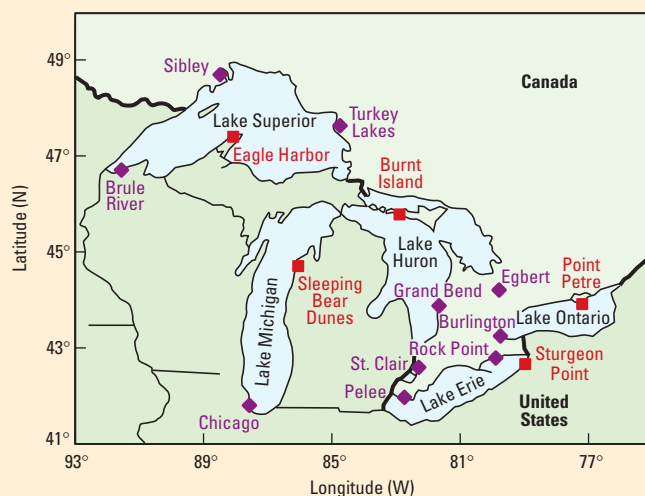 49°
47°
45°
43°
41°
Latitude (N)
93°
89°
85°
81°
77°
Longitude (W)
Sibley
Canada
Lake Superior
Turkey
Lakes
Eagle Harbor
Burnt
Island
Brule
River
Lake
Huron
Egbert
Point
Petre
Sleeping
Bear
Dunes
Lake Michigan
Grand Bend
Burlington
Lake Ontario
Rock Point
St. Clair
Sturgeon
Point
Pelee
Lake Erie
Chicago
United
States